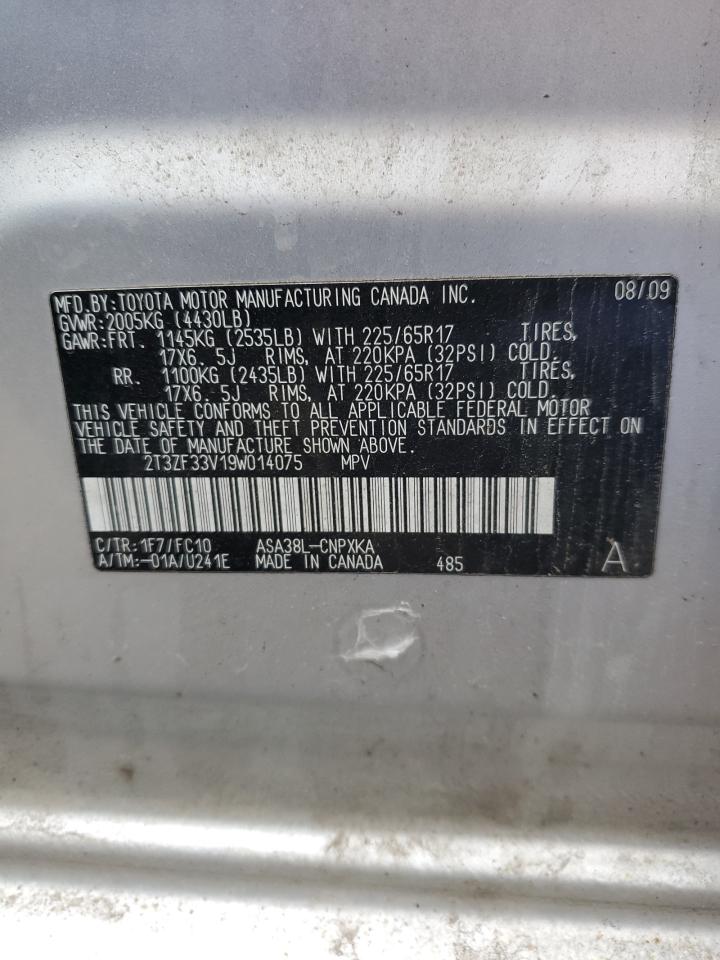 MFD.BY:TOYOTA MOTOR MANUFACTURING CANADA INC. 08/09
GVWR:2005KG (4430LB)
GAWR:FRT. 1145KG (2535LB) WITH 225/65R17 TIRES,
17X6. 5J RIMS, AT 220KPA (32PSI) COLD.
RR. 1100KG (2435LB) WITH 225/65R17 TIRES,
17X6. 5J RIMS, AT 220KPA (32PSI) COLD.
THIS VEHICLE CONFORMS TO ALL APPLICABLE FEDERAL MOTOR
VEHICLE SAFETY AND THEFT PREVENTION STANDARDS IN EFFECT ON
THE DATE OF MANUFACTURE SHOWN ABOVE.
2T3ZF33V19W014075 MPV
C/TR:1F7/FC10 ASA38L-CNPXKA
A/TM:-01A/U241E MADE IN CANADA 485 A